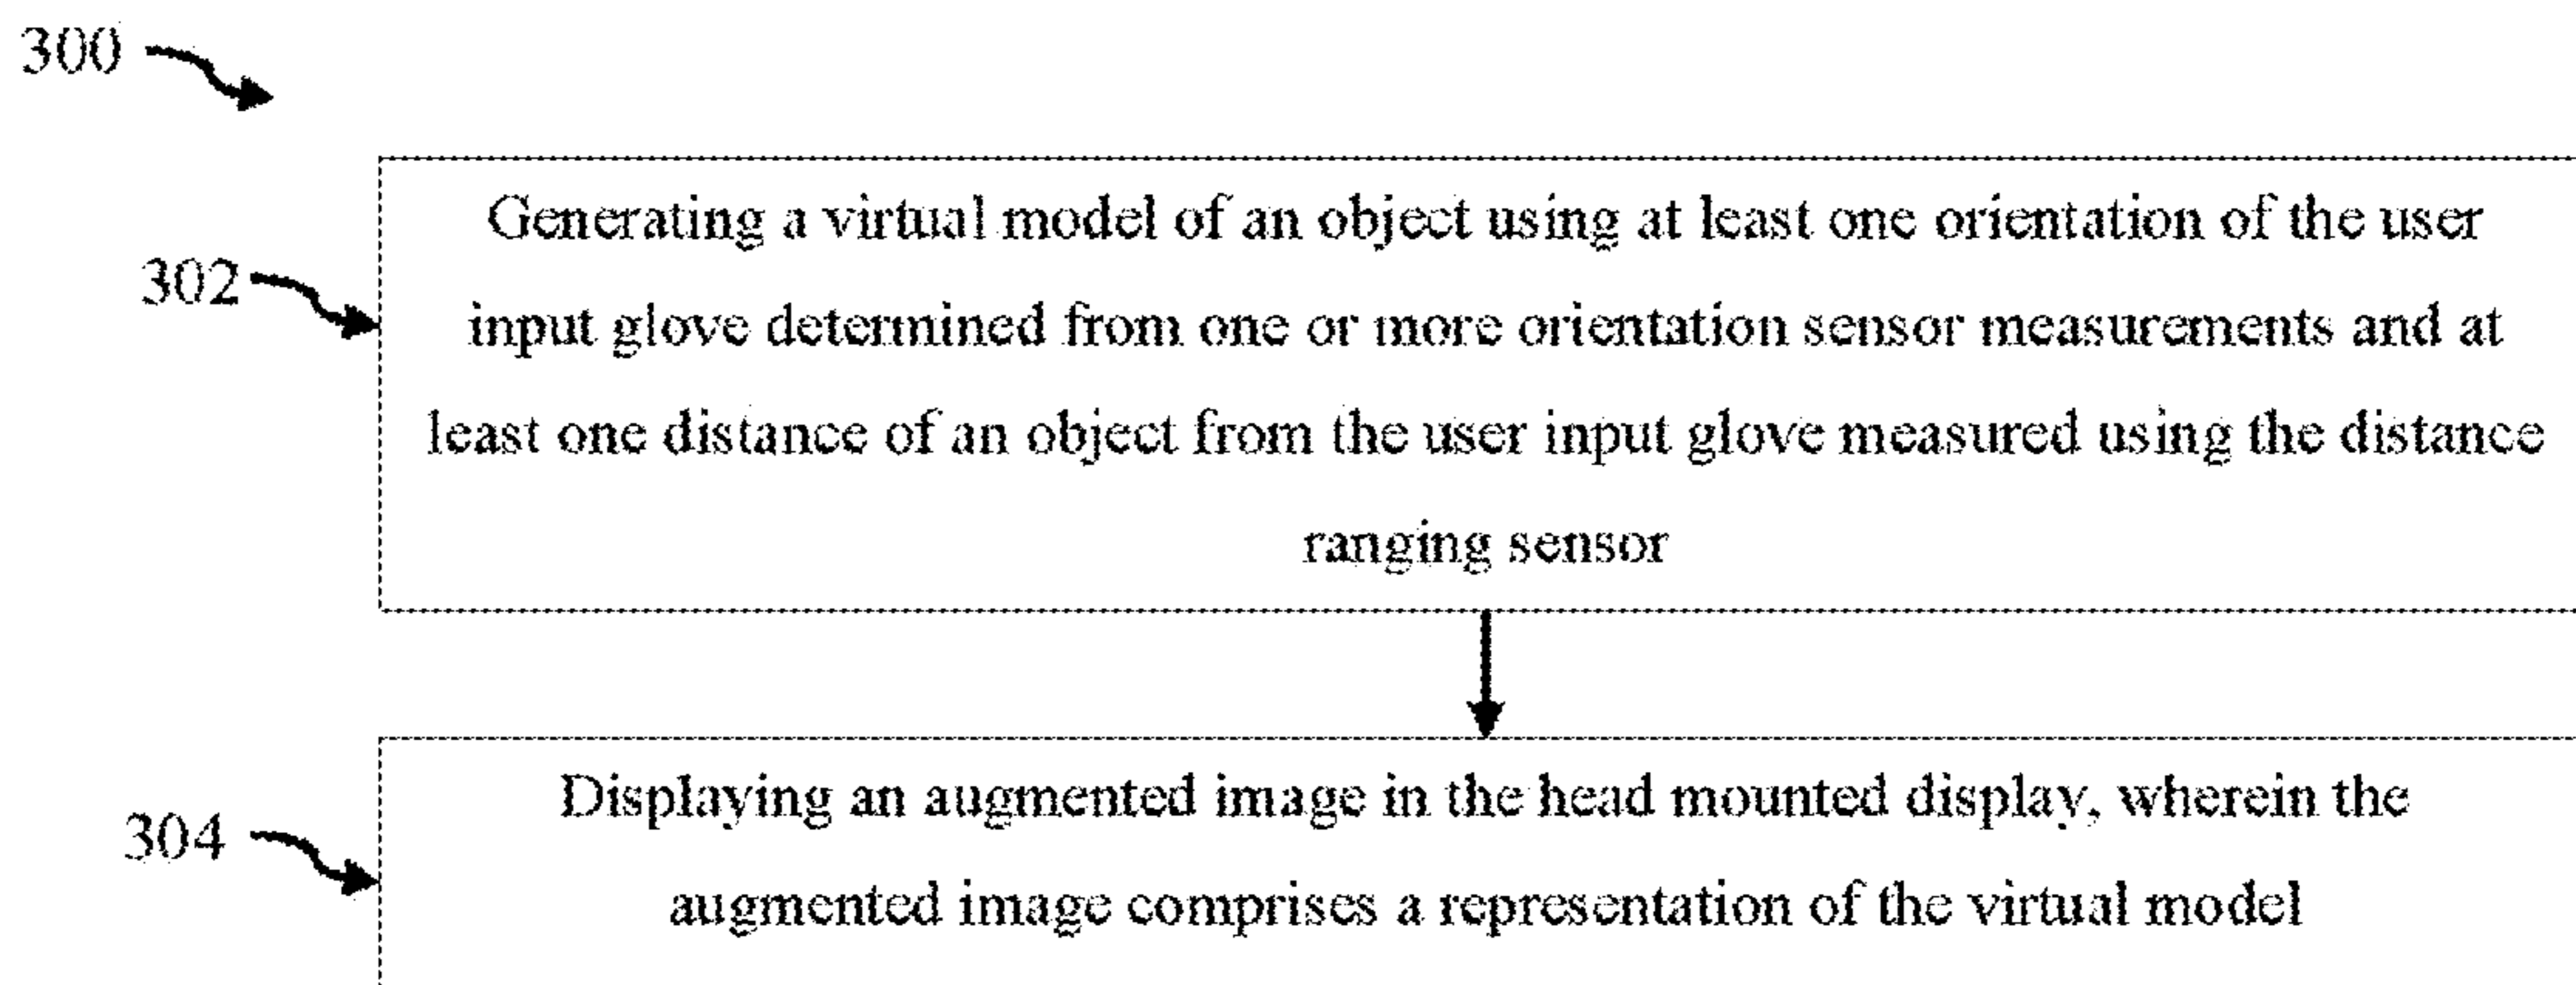 300
302
Generating a virtual model of an object using at least one orientation of the user
input glove determined from one or more orientation sensor measurements and at
least one distance of an object from the user input glove measured using the distance
ranging sensor
304
Displaying an augmented image in the head mounted display, wherein the
augmented image comprises a representation of the virtual model